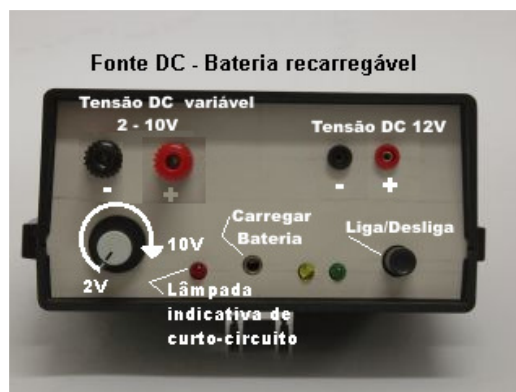 Fonte DC - Bateria recarregável
Tensão DC variável
2 - 10V
Tensão DC 12V
-
+
-
+
Carregar
Bateria
Liga/Desliga
10V
2V
Lâmpada
indicativa de
curto-circuito